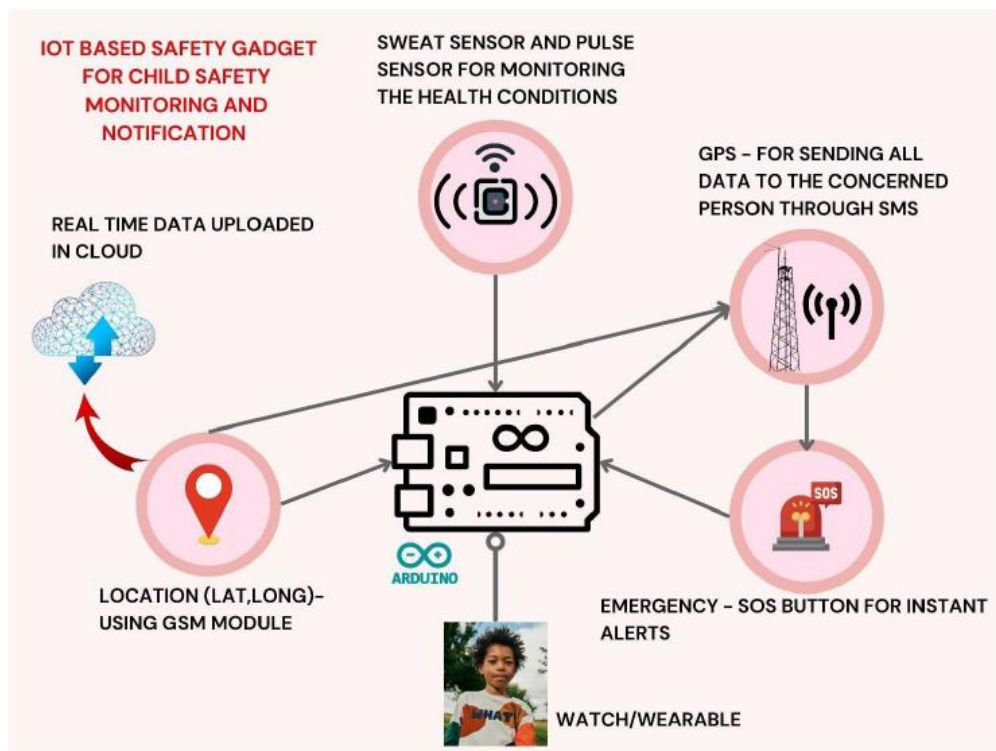 IOT BASED SAFETY GADGET
FOR CHILD SAFETY
MONITORING AND
NOTIFICATION
SWEAT SENSOR AND PULSE
SENSOR FOR MONITORING
THE HEALTH CONDITIONS
GPS - FOR SENDING ALL
DATA TO THE CONCERNED
PERSON THROUGH SMS
REAL TIME DATA UPLOADED
IN CLOUD
SOS
ARDUINO
LOCATION (LAT,LONG)-
USING GSM MODULE
EMERGENCY - SOS BUTTON FOR INSTANT
ALERTS
WHAT
WATCH/WEARABLE